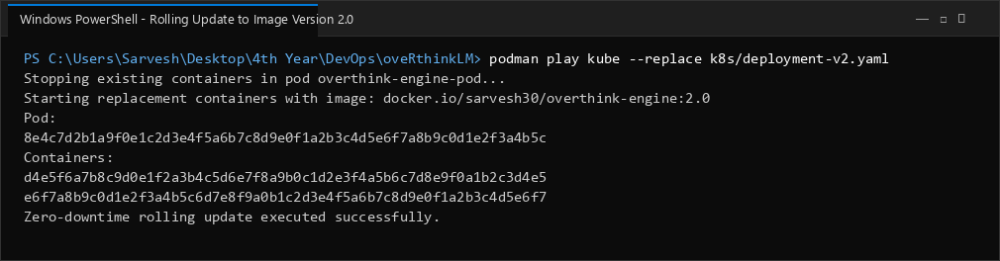 Windows PowerShell - Rolling Update to Image Version 2.0
PS C:\Users\Sarvesh\Desktop\4th Year\DevOps\oveRthinkLM> podman play kube --replace k8s/deployment-v2.yaml
Stopping existing containers in pod overthink-engine-pod...
Starting replacement containers with image: docker.io/sarvesh30/overthink-engine:2.0
Pod:
8e4c7d2b1a9f0e1c2d3e4f5a6b7c8d9e0f1a2b3c4d5e6f7a8b9c0d1e2f3a4b5c
Containers:
d4e5f6a7b8c9d0e1f2a3b4c5d6e7f8a9b0c1d2e3f4a5b6c7d8e9f0a1b2c3d4e5
e6f7a8b9c0d1e2f3a4b5c6d7e8f9a0b1c2d3e4f5a6b7c8d9e0f1a2b3c4d5e6f7
Zero-downtime rolling update executed successfully.